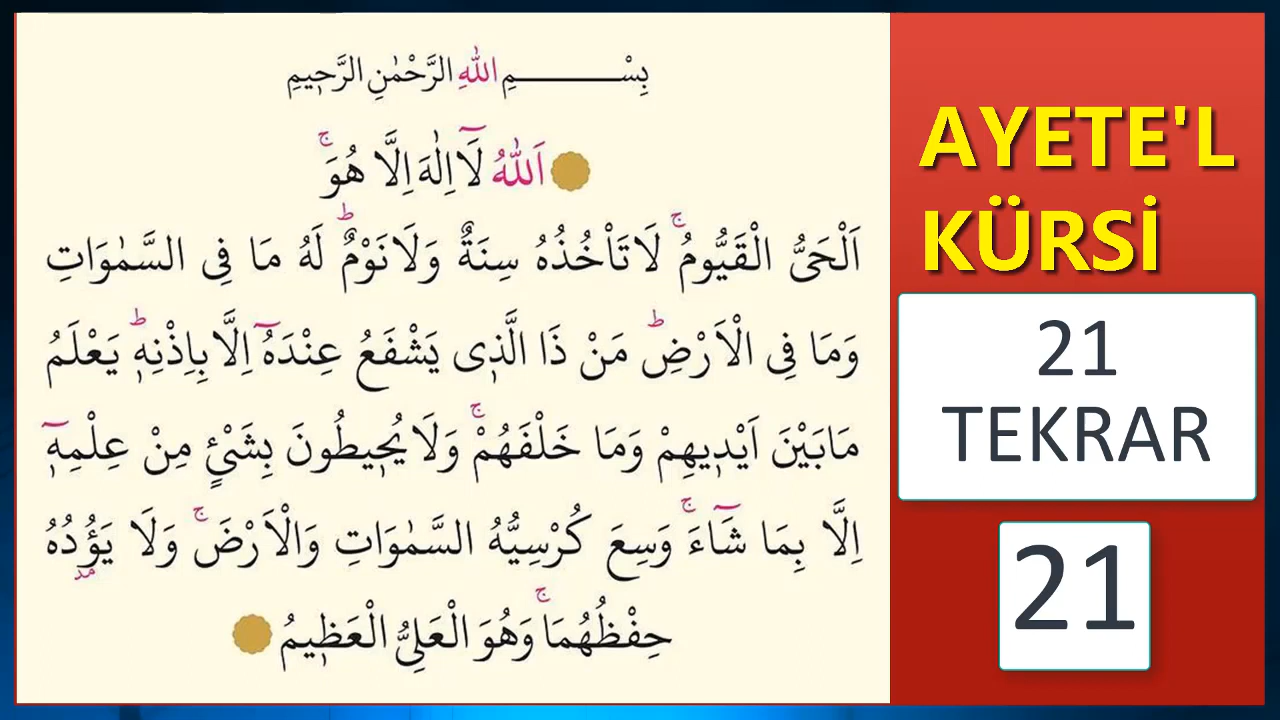 بِسْمِ اللّٰهِ الرَّحْمٰنِ الرَّحٖيمِ
اَللّٰهُ لَٓا اِلٰهَ اِلَّا هُوَۚ
اَلْحَىُّ الْقَيُّومُۚ لَا تَاْخُذُهُ سِنَةٌ وَلَا نَوْمٌؕ لَهُ مَا فِى السَّمٰوَاتِ
وَمَا فِى الْاَرْضِؕ مَنْ ذَا الَّذٖى يَشْفَعُ عِنْدَهُٓ اِلَّا بِاِذْنِهٖؕ يَعْلَمُ
مَا بَيْنَ اَيْدٖيهِمْ وَمَا خَلْفَهُمْۚ وَلَا يُحٖيطُونَ بِشَىْءٍ مِنْ عِلْمِهٖٓ
اِلَّا بِمَا شَٓاءَۚ وَسِعَ كُرْسِيُّهُ السَّمٰوَاتِ وَالْاَرْضَۚ وَلَا يَؤُدُهُ
حِفْظُهُمَاۚ وَهُوَ الْعَلِىُّ الْعَظٖيمُ
AYETE'L
KÜRSİ
21
TEKRAR
21